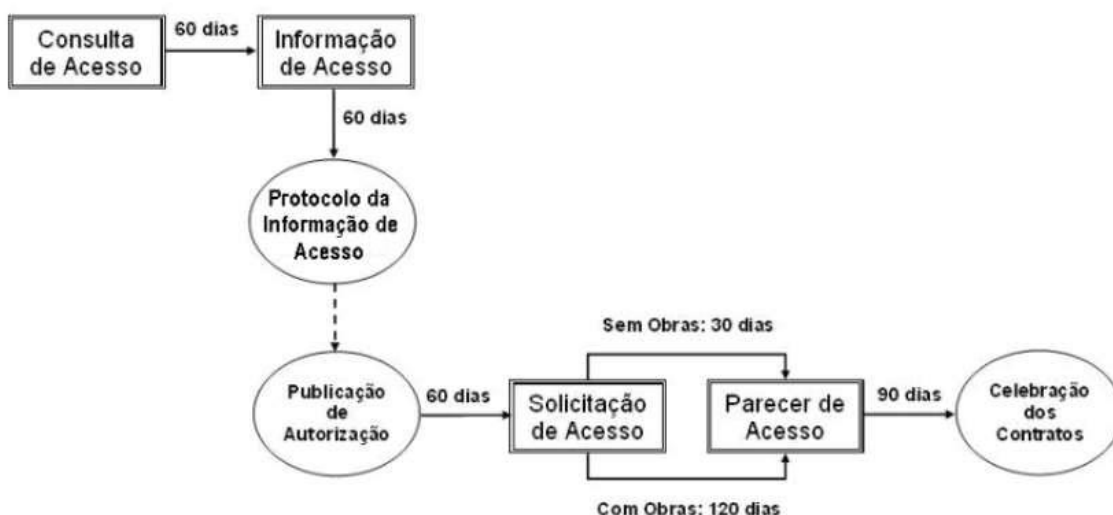 Consulta
de Acesso
60 dias
Informação
de Acesso
60 dias
Protocolo da
Informação de
Acesso
Publicação
de
Autorização
60 dias
Solicitação
de Acesso
Sem Obras: 30 dias
Com Obras: 120 dias
Parecer de
Acesso
90 dias
Celebração
dos
Contratos